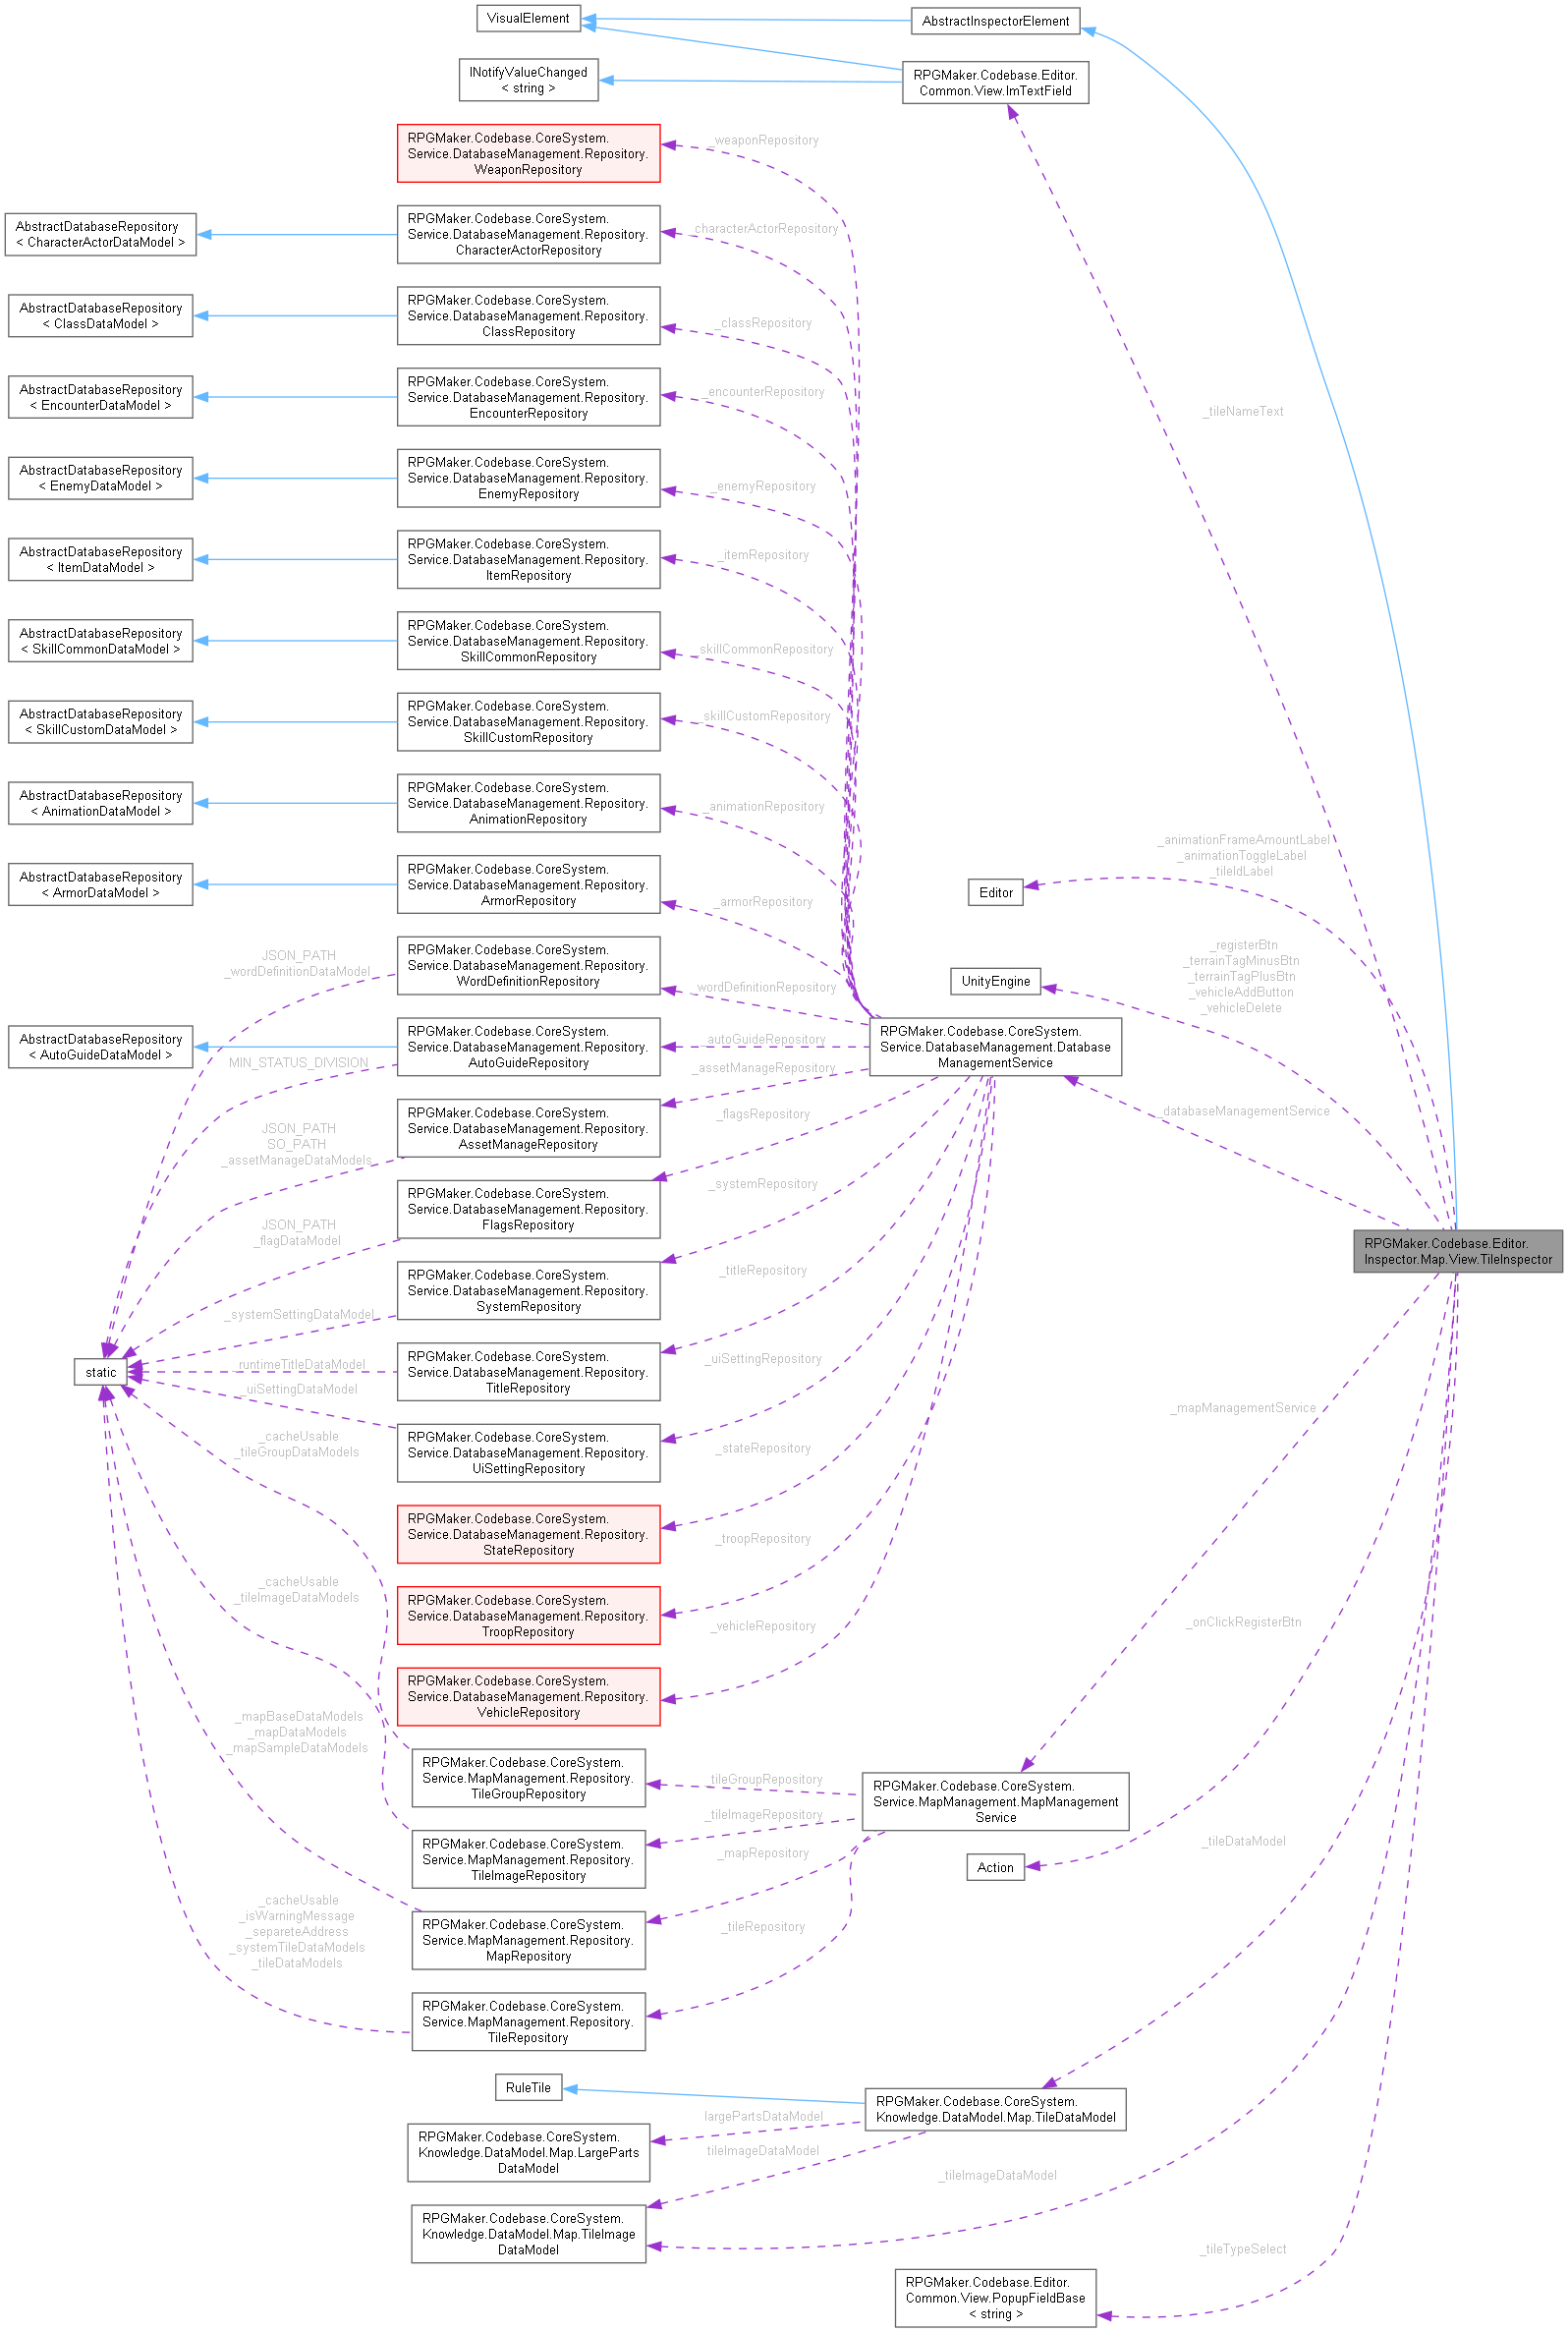 VisualElement
AbstractInspectorElement
INotifyValueChanged
< string >
RPGMaker.Codebase.Editor.
Common.View.ImTextField
RPGMaker.Codebase.CoreSystem.
Service.DatabaseManagement.Repository.
WeaponRepository
_weaponRepository
AbstractDatabaseRepository
< CharacterActorDataModel >
RPGMaker.Codebase.CoreSystem.
Service.DatabaseManagement.Repository.
CharacterActorRepository
_characterActorRepository
AbstractDatabaseRepository
< ClassDataModel >
RPGMaker.Codebase.CoreSystem.
Service.DatabaseManagement.Repository.
ClassRepository
_classRepository
AbstractDatabaseRepository
< EncounterDataModel >
RPGMaker.Codebase.CoreSystem.
Service.DatabaseManagement.Repository.
EncounterRepository
_encounterRepository
_tileNameText
AbstractDatabaseRepository
< EnemyDataModel >
RPGMaker.Codebase.CoreSystem.
Service.DatabaseManagement.Repository.
EnemyRepository
_enemyRepository
AbstractDatabaseRepository
< ItemDataModel >
RPGMaker.Codebase.CoreSystem.
Service.DatabaseManagement.Repository.
ItemRepository
_itemRepository
AbstractDatabaseRepository
< SkillCommonDataModel >
RPGMaker.Codebase.CoreSystem.
Service.DatabaseManagement.Repository.
SkillCommonRepository
_skillCommonRepository
AbstractDatabaseRepository
< SkillCustomDataModel >
RPGMaker.Codebase.CoreSystem.
Service.DatabaseManagement.Repository.
SkillCustomRepository
_skillCustomRepository
AbstractDatabaseRepository
< AnimationDataModel >
RPGMaker.Codebase.CoreSystem.
Service.DatabaseManagement.Repository.
AnimationRepository
_animationRepository
AbstractDatabaseRepository
< ArmorDataModel >
RPGMaker.Codebase.CoreSystem.
Service.DatabaseManagement.Repository.
ArmorRepository
_armorRepository
Editor
_animationFrameAmountLabel
_animationToggleLabel
_tileIdLabel
JSON_PATH
_wordDefinitionDataModel
RPGMaker.Codebase.CoreSystem.
Service.DatabaseManagement.Repository.
WordDefinitionRepository
_wordDefinitionRepository
UnityEngine
_registerBtn
_terrainTagMinusBtn
_terrainTagPlusBtn
_vehicleAddButton
_vehicleDelete
AbstractDatabaseRepository
< AutoGuideDataModel >
MIN_STATUS_DIVISION
RPGMaker.Codebase.CoreSystem.
Service.DatabaseManagement.Repository.
AutoGuideRepository
_autoGuideRepository
RPGMaker.Codebase.CoreSystem.
Service.DatabaseManagement.Database
ManagementService
_databaseManagementService
JSON_PATH
SO_PATH
_assetManageDataModels
RPGMaker.Codebase.CoreSystem.
Service.DatabaseManagement.Repository.
AssetManageRepository
_assetManageRepository
JSON_PATH
_flagDataModel
RPGMaker.Codebase.CoreSystem.
Service.DatabaseManagement.Repository.
FlagsRepository
_flagsRepository
RPGMaker.Codebase.Editor.
Inspector.Map.View.TileInspector
_systemSettingDataModel
RPGMaker.Codebase.CoreSystem.
Service.DatabaseManagement.Repository.
SystemRepository
_systemRepository
static
_runtimeTitleDataModel
RPGMaker.Codebase.CoreSystem.
Service.DatabaseManagement.Repository.
TitleRepository
_titleRepository
_uiSettingDataModel
RPGMaker.Codebase.CoreSystem.
Service.DatabaseManagement.Repository.
UiSettingRepository
_uiSettingRepository
_mapManagementService
_cacheUsable
_tileGroupDataModels
RPGMaker.Codebase.CoreSystem.
Service.DatabaseManagement.Repository.
StateRepository
_stateRepository
_cacheUsable
_tileImageDataModels
RPGMaker.Codebase.CoreSystem.
Service.DatabaseManagement.Repository.
TroopRepository
_troopRepository
RPGMaker.Codebase.CoreSystem.
Service.DatabaseManagement.Repository.
VehicleRepository
_vehicleRepository
_onClickRegisterBtn
_mapBaseDataModels
_mapDataModels
_mapSampleDataModels
RPGMaker.Codebase.CoreSystem.
Service.MapManagement.Repository.
TileGroupRepository
_tileGroupRepository
RPGMaker.Codebase.CoreSystem.
Service.MapManagement.MapManagement
Service
RPGMaker.Codebase.CoreSystem.
Service.MapManagement.Repository.
TileImageRepository
_tileImageRepository
_mapRepository
Action
_tileDataModel
_cacheUsable
_isWarningMessage
_separeteAddress
_systemTileDataModels
_tileDataModels
RPGMaker.Codebase.CoreSystem.
Service.MapManagement.Repository.
MapRepository
_tileRepository
RPGMaker.Codebase.CoreSystem.
Service.MapManagement.Repository.
TileRepository
RuleTile
RPGMaker.Codebase.CoreSystem.
Knowledge.DataModel.Map.TileDataModel
largePartsDataModel
RPGMaker.Codebase.CoreSystem.
Knowledge.DataModel.Map.LargeParts
DataModel
tileImageDataModel
_tileImageDataModel
RPGMaker.Codebase.CoreSystem.
Knowledge.DataModel.Map.TileImage
DataModel
_tileTypeSelect
RPGMaker.Codebase.Editor.
Common.View.PopupFieldBase
< string >